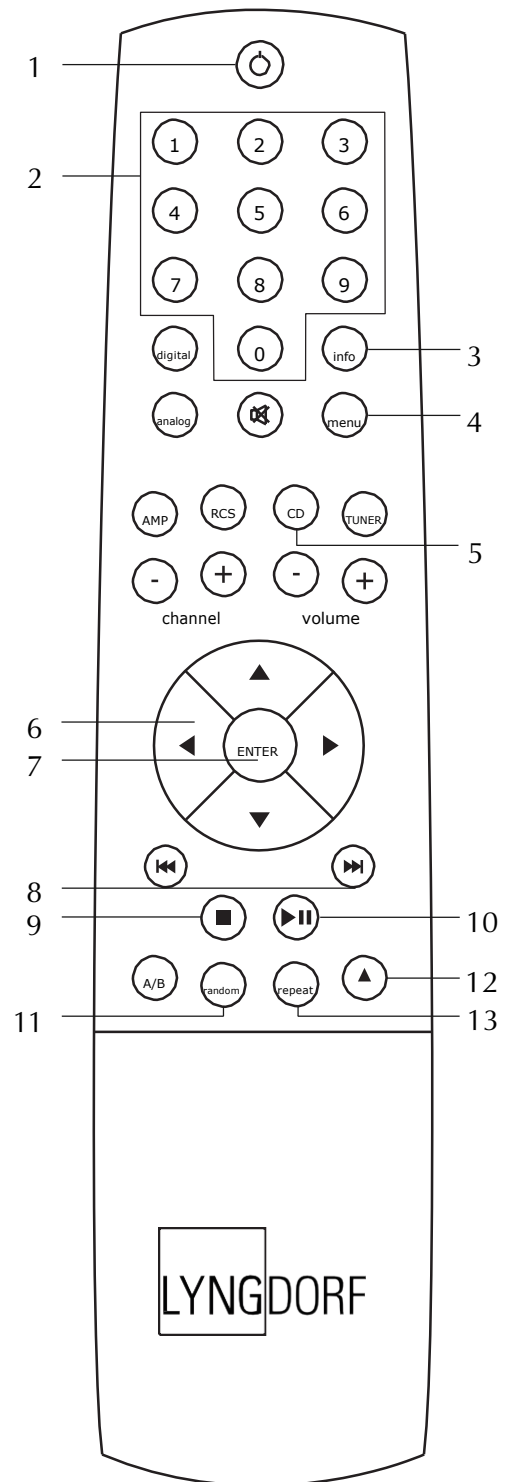 1
1 2 3
2
4 5 6
7 8 9
digital 0 info 3
analog menu 4
AMP RCS CD TUNER
5
- + - +
channel volume
6
ENTER
7
8
9 10
A/B random repeat 12
11 13
LYNGDORF